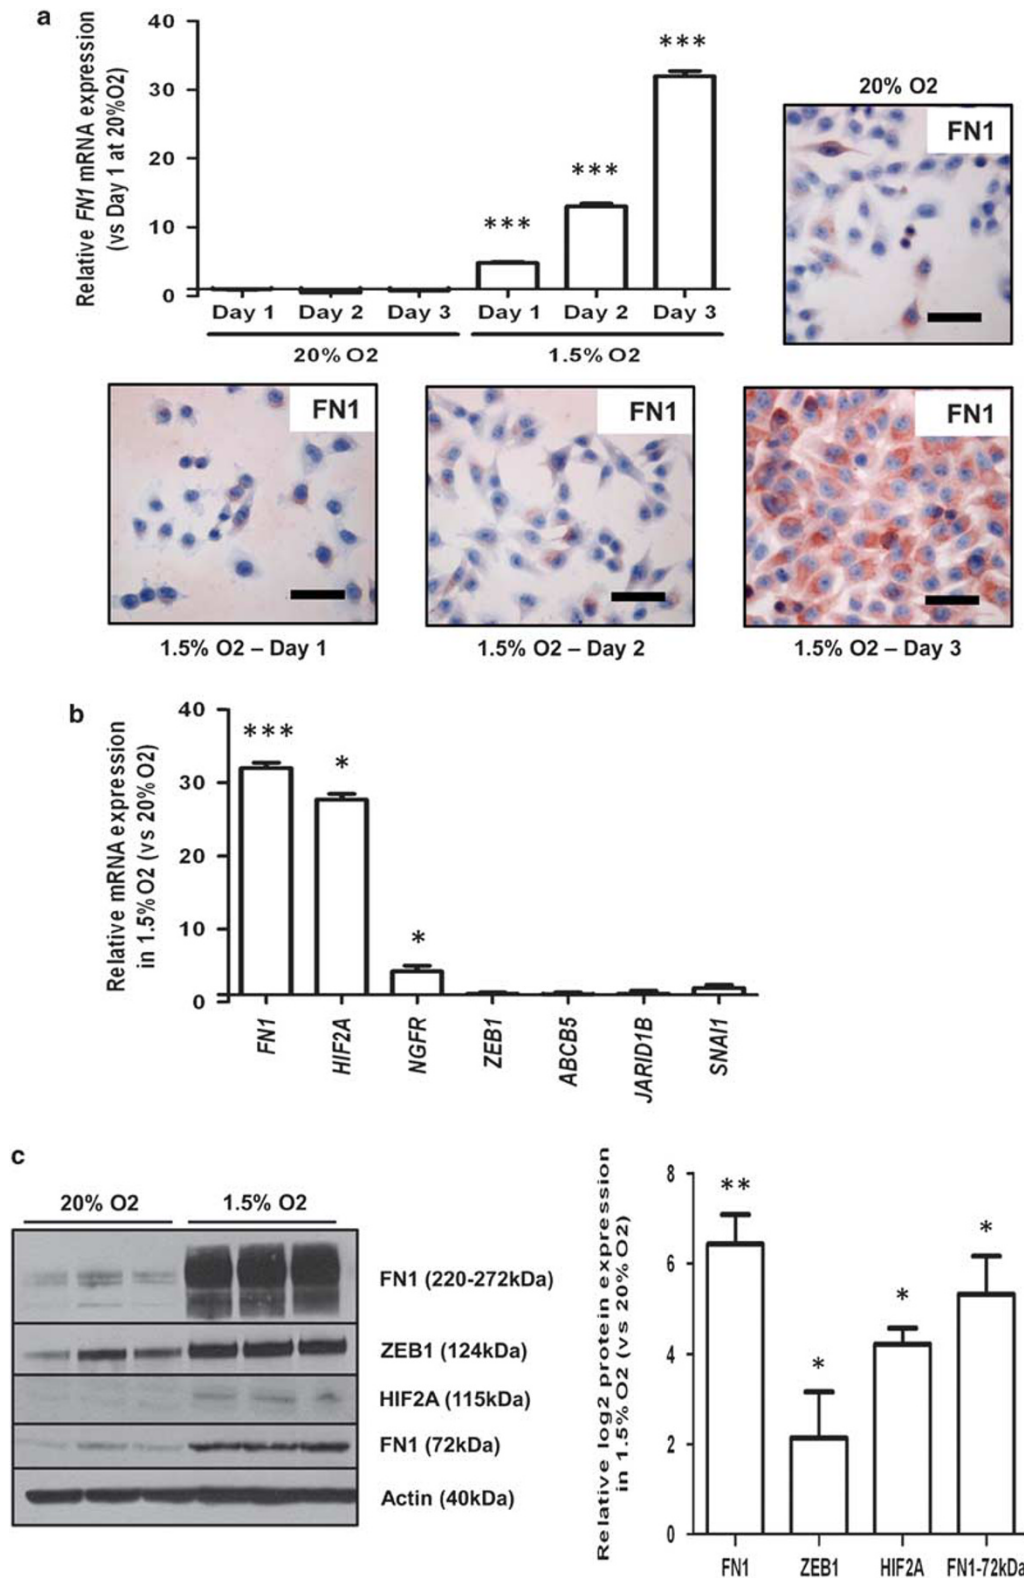 a
Relative FN1 mRNA expression
(vs Day 1 at 20%O2)
40
30
20
10
0
***
***
***
Day 1 Day 2 Day 3 Day 1 Day 2 Day 3
20% O2 1.5% O2
20% O2
FN1
FN1
FN1
FN1
1.5% O2 – Day 1
1.5% O2 – Day 2
1.5% O2 – Day 3
b
Relative mRNA expression
in 1.5% O2 (vs 20% O2)
40
30
20
10
0
***
*
*
FN1
HIF2A
NGFR
ZEB1
ABCB5
JARID1B
SNAI1
c
20% O2 1.5% O2
FN1 (220-272kDa)
ZEB1 (124kDa)
HIF2A (115kDa)
FN1 (72kDa)
Actin (40kDa)
Relative log2 protein expression
in 1.5% O2 (vs 20% O2)
8
6
4
2
0
**
*
*
*
FN1 ZEB1 HIF2A FN1-72kDa